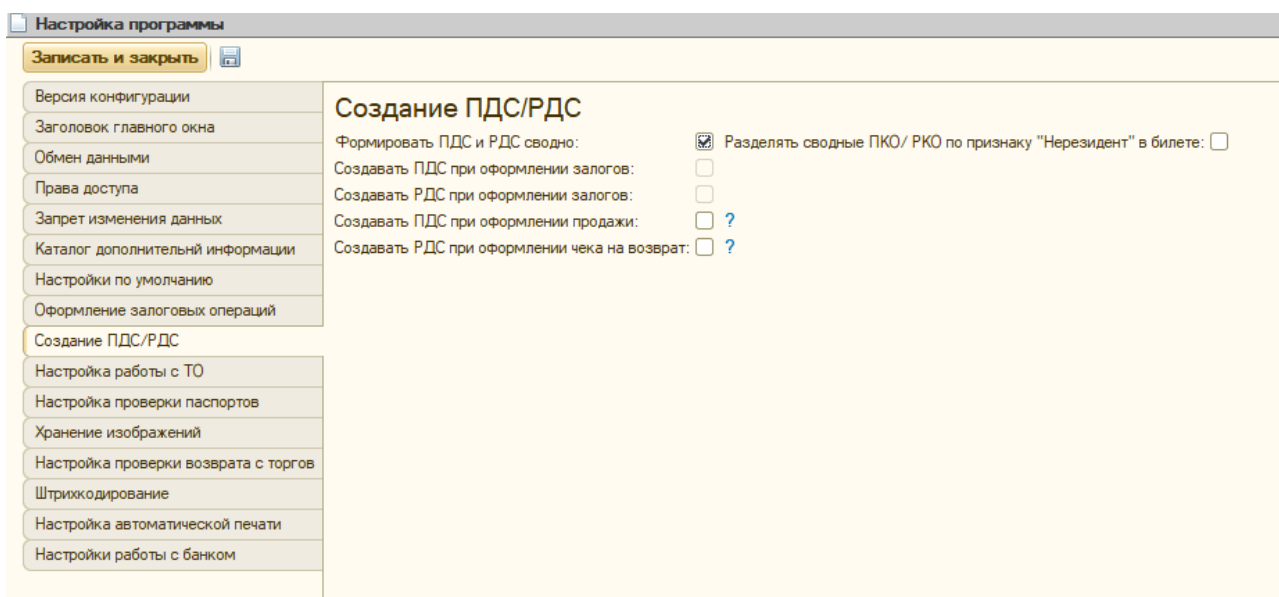 Настройка программы
Записать и закрыть
Версия конфигурации
Заголовок главного окна
Обмен данными
Права доступа
Запрет изменения данных
Каталог дополнительнй информации
Настройки по умолчанию
Оформление залоговых операций
Создание ПДС/РДС
Настройка работы с ТО
Настройка проверки паспортов
Хранение изображений
Настройка проверки возврата с торгов
Штрихкодирование
Настройка автоматической печати
Настройки работы с банком
Создание ПДС/РДС
Формировать ПДС и РДС сводно: Разделять сводные ПКО/ РКО по признаку "Нерезидент" в билете:
Создавать ПДС при оформлении залогов:
Создавать РДС при оформлении залогов:
Создавать ПДС при оформлении продажи: ?
Создавать РДС при оформлении чека на возврат: ?